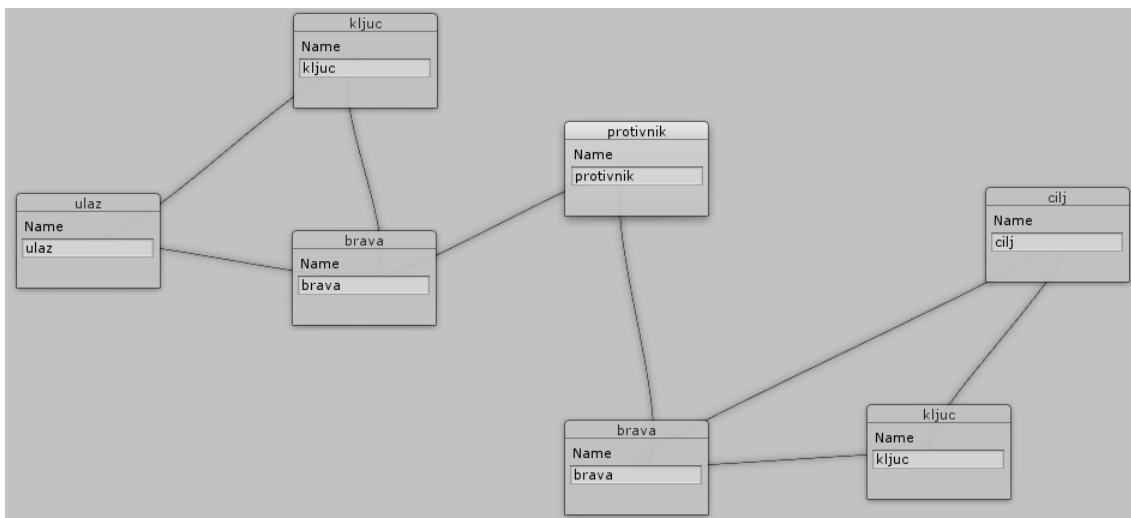 kljuc
Name
kljuc
protivnik
Name
protivnik
ulaz
Name
ulaz
cilj
Name
cilj
brava
Name
brava
kljuc
Name
kljuc
brava
Name
brava